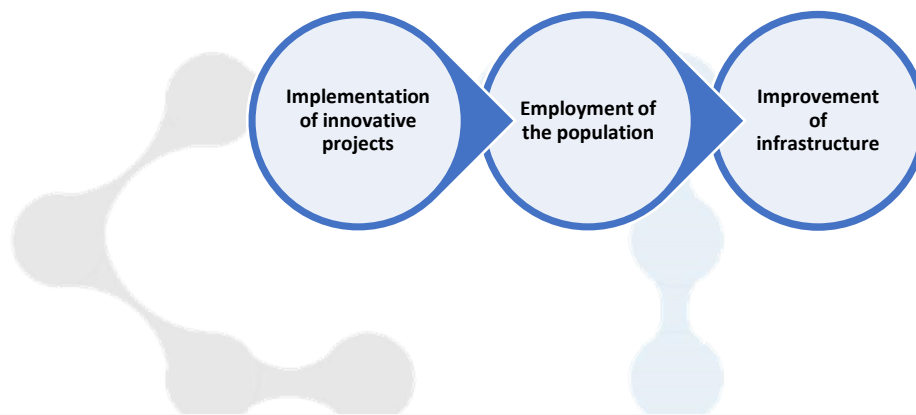 Implementation
of innovative
projects
Employment of
the population
Improvement
of
infrastructure